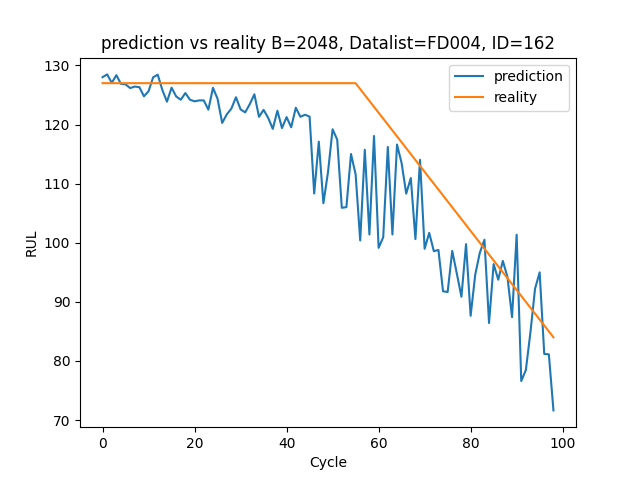 prediction vs reality B=2048, Datalist=FD004, ID=162
prediction
reality
130
120
110
100
90
80
70
RUL
0 20 40 60 80 100
Cycle